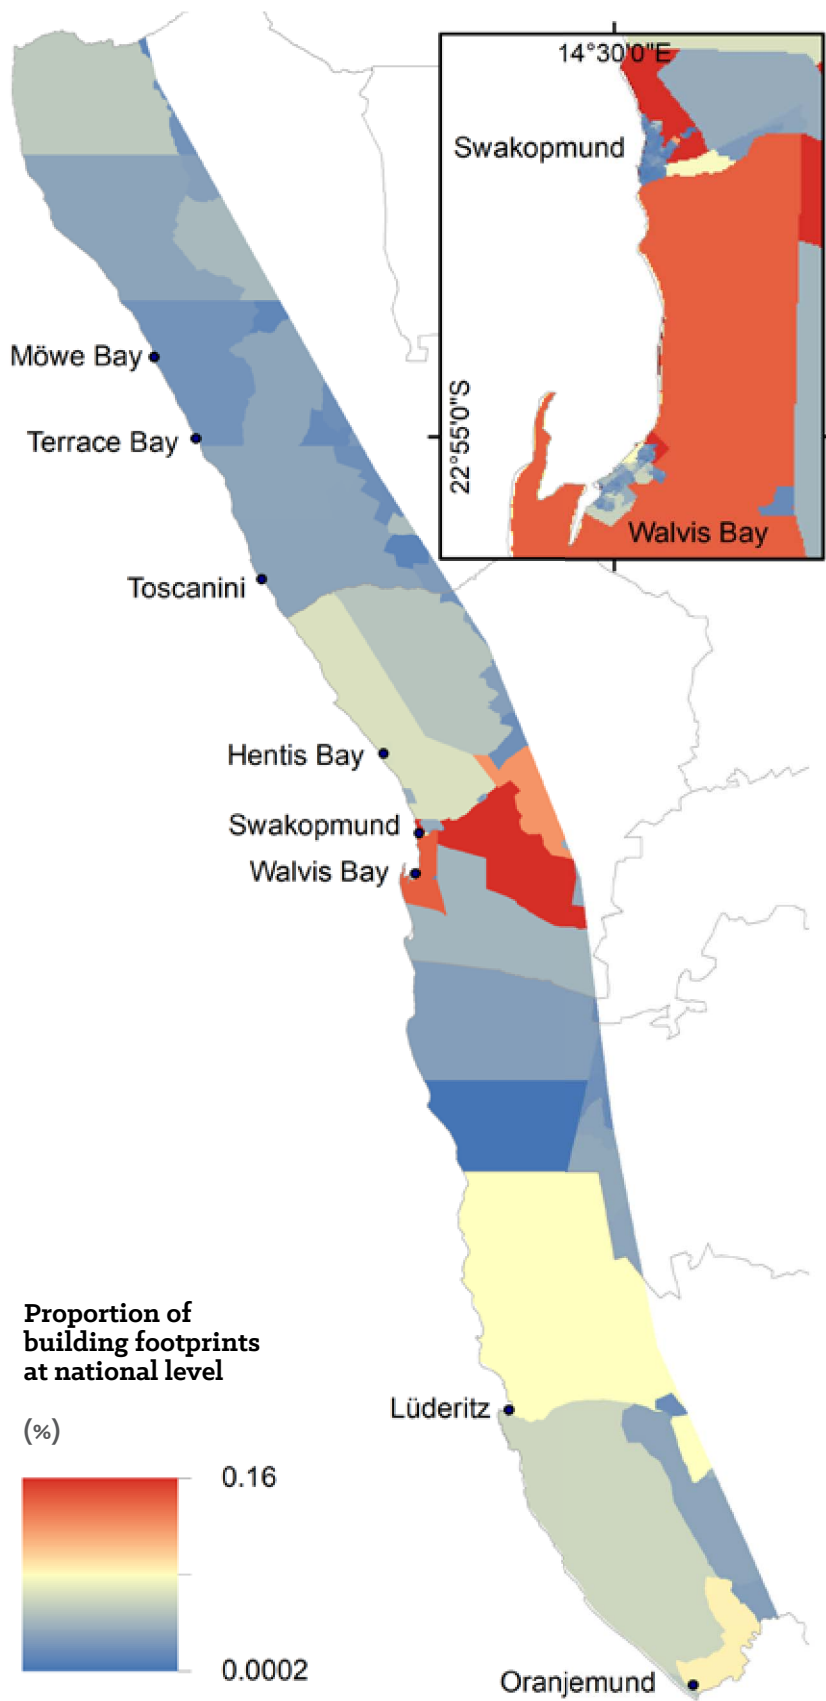 14°30'0"E
Swakopmund
22°55'0"S
Walvis Bay
Möwe Bay
Terrace Bay
Toscanini
Hentis Bay
Swakopmund
Walvis Bay
Lüderitz
Oranjemund
Proportion of
building footprints
at national level
(%)
0.16
0.0002